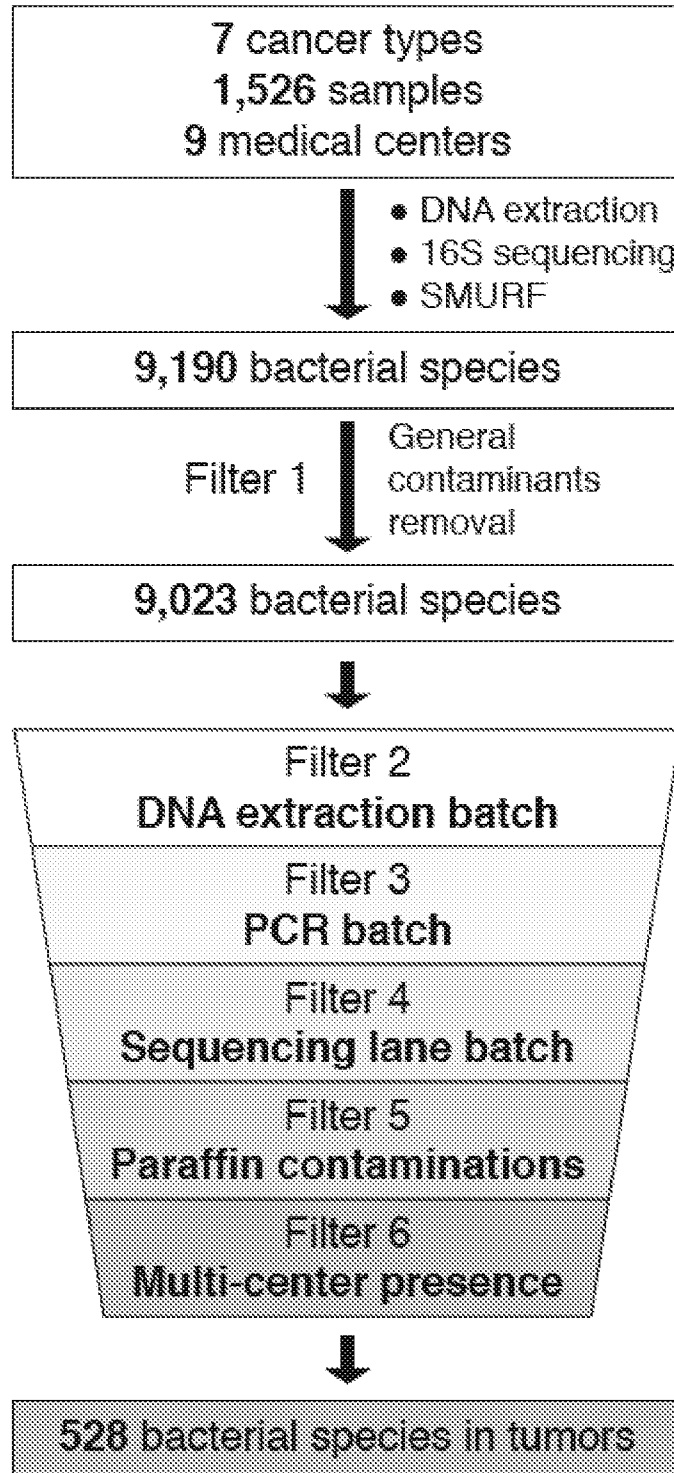 7 cancer types
1,526 samples
9 medical centers
• DNA extraction
• 16S sequencing
• SMURF
9,190 bacterial species
Filter 1
General
contaminants
removal
9,023 bacterial species
Filter 2
DNA extraction batch
Filter 3
PCR batch
Filter 4
Sequencing lane batch
Filter 5
Paraffin contaminations
Filter 6
Multi-center presence
528 bacterial species in tumors